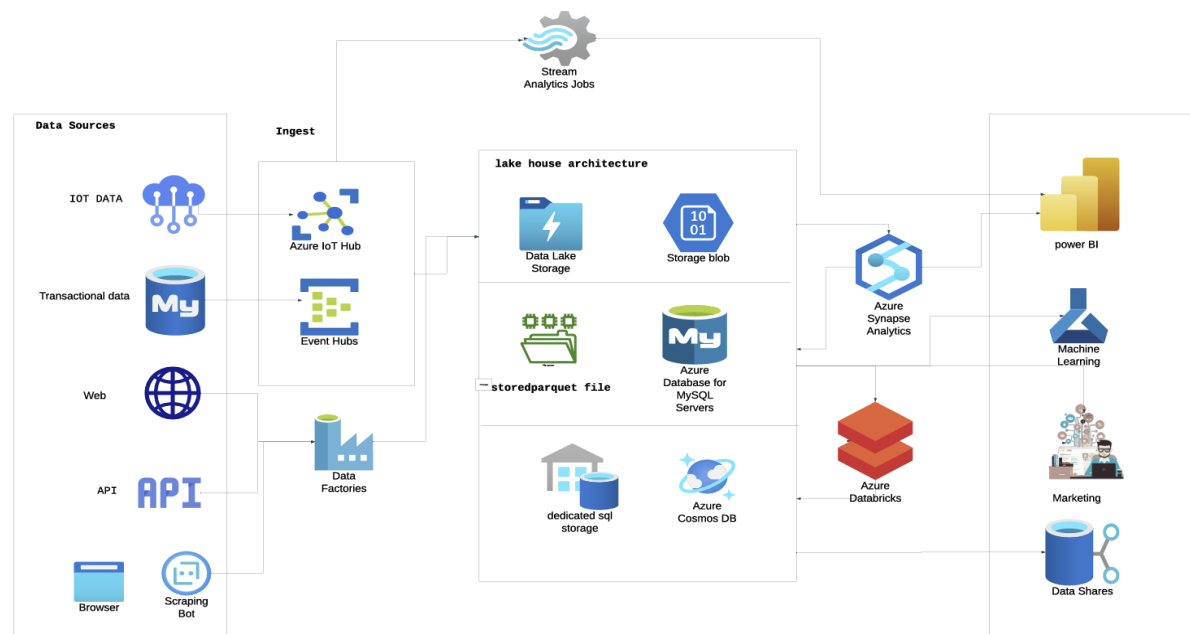 Stream
Analytics Jobs
Data Sources
Ingest
IOT DATA
Azure IoT Hub
Transactional data
My
Event Hubs
Web
Data
Factories
API
API
Browser
Scraping
Bot
lake house architecture
Data Lake
Storage
10
01
Storage blob
storedparquet file
My
Azure
Database for
MySQL
Servers
dedicated sql
storage
Azure
Cosmos DB
Azure
Synapse
Analytics
Azure
Databricks
power BI
Machine
Learning
Marketing
Data Shares